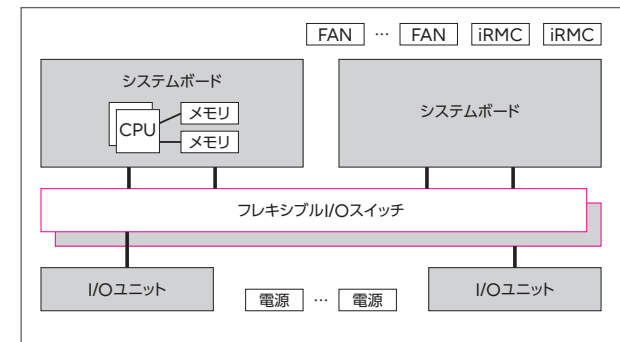 FAN … FAN iRMC iRMC
システムボード
CPU
メモリ
メモリ
システムボード
フレキシブルI/Oスイッチ
I/Oユニット
電源 … 電源
I/Oユニット